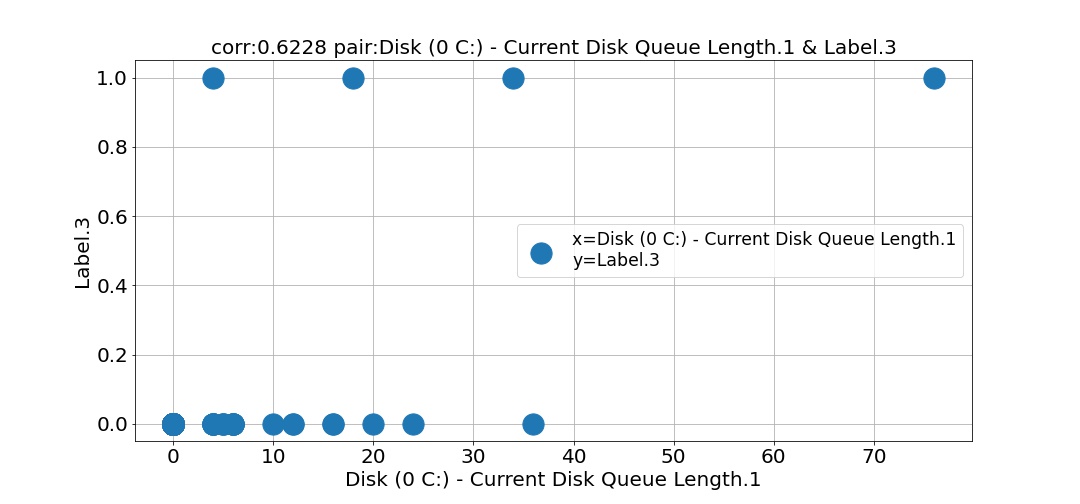 corr:0.6228 pair:Disk (0 C:) - Current Disk Queue Length.1 & Label.3
1.0
0.8
0.6
0.4
0.2
0.0
Label.3
x=Disk (0 C:) - Current Disk Queue Length.1
y=Label.3
0 10 20 30 40 50 60 70
Disk (0 C:) - Current Disk Queue Length.1